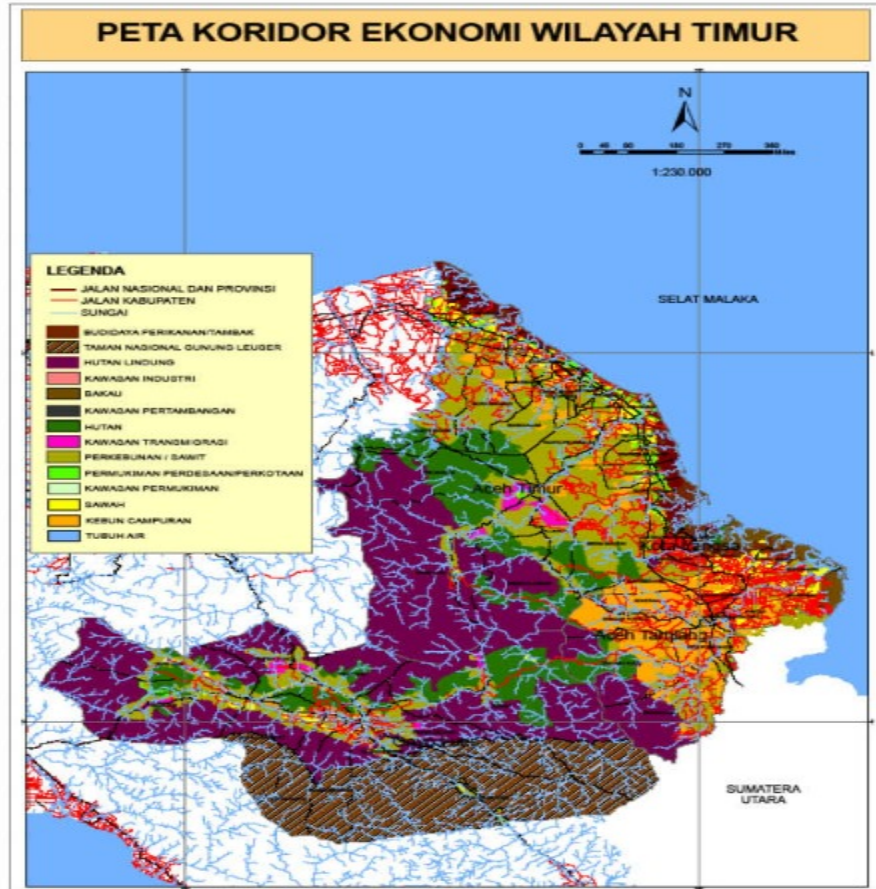 PETA KORIDOR EKONOMI WILAYAH TIMUR
N
1:230.000
LEGENDA
JALAN NASIONAL DAN PROVINSI
JALAN KABUPATEN
SUNGAI
BUDIDAYA PERIKANAN/TAMBAK
TAMAN NASIONAL GUNUNG LEUGER
HUTAN LINDUNG
KAWASAN INDUSTRI
BAKAU
KAWASAN PERTAMBANGAN
HUTAN
KAWASAN TRANSMIGRASI
PERKEBUNAN / SAWIT
PERMUKIMAN PERDESAAN/PERKOTAAN
KAWASAN PERMUKIMAN
SAWAH
KEBUN CAMPURAN
TUBUH AIR
SELAT MALAKA
Aceh Timur
Aceh Tamiang
SUMATERA
UTARA